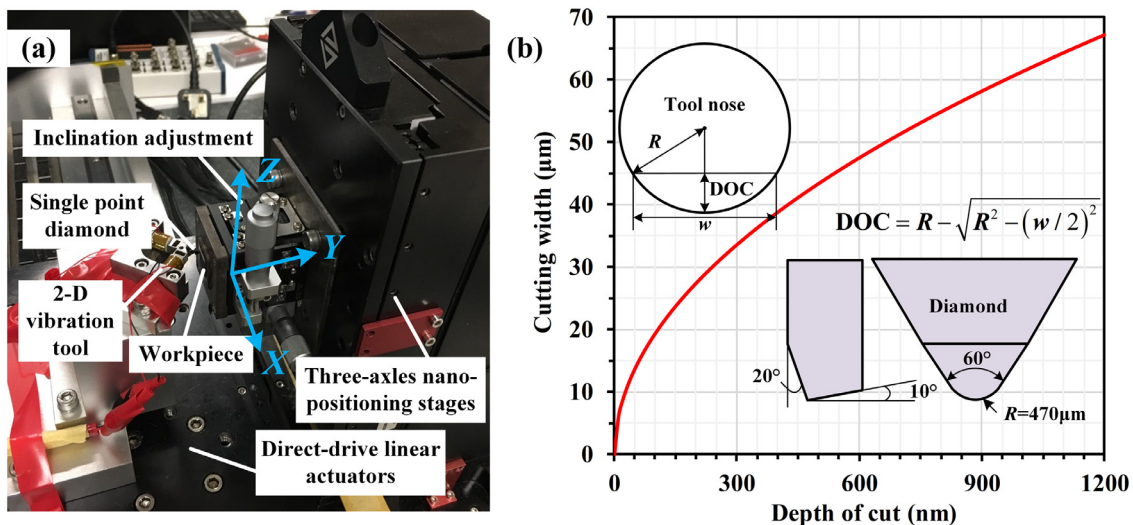 (a)
Inclination adjustment
Z
Single point
diamond
Y
2-D
vibration
tool
Workpiece
X
Three-axles nano-
positioning stages
Direct-drive linear
actuators
(b)
Cutting width (μm)
70
60
50
40
30
20
10
0
Tool nose
R
DOC
w
DOC = R − √R² − (w / 2)²
Diamond
20°
10°
60°
R=470μm
0
300
600
900
1200
Depth of cut (nm)